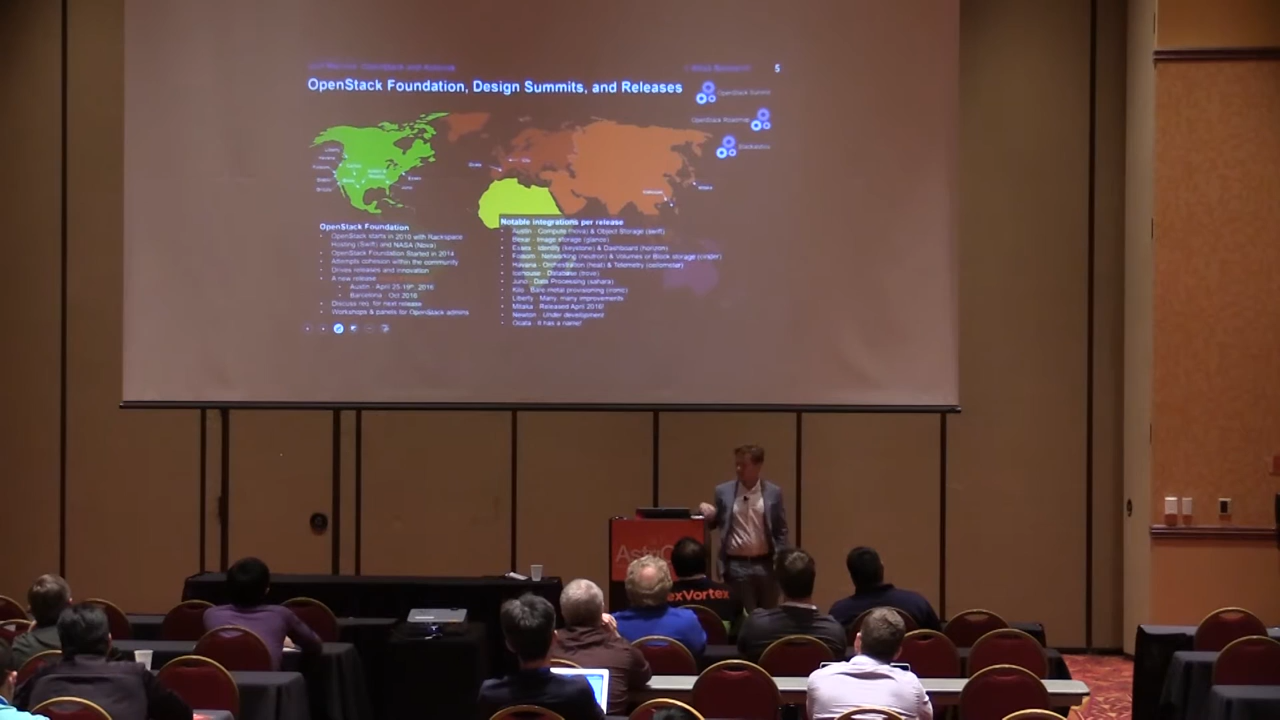 5
OpenStack Foundation, Design Summits, and Releases
OpenStack Summit
OpenStack Roadmap
Stackalytics
Liberty
Havana
OpenStack Foundation
• OpenStack starts in 2010 with Rackspace
Hosting (Swift) and NASA (Nova)
• OpenStack Foundation Started in 2014
• Attempts cohesion within the community
• Drives releases and innovation
• A new release
• Austin - April 25-19th, 2016
• Barcelona - Oct 2016
• Discuss req. for next release
• Workshops & panels for OpenStack admins
Notable integrations per release
• Austin - Compute (nova) & Object Storage (swift)
• Bexar - Image storage (glance)
• Essex - Identity (keystone) & Dashboard (horizon)
• Folsom - Networking (neutron) & Volumes or Block storage (cinder)
• Havana - Orchestration (heat) & Telemetry (ceilometer)
• Icehouse - Database (trove)
• Juno - Data Processing (sahara)
• Kilo - Bare metal provisioning (ironic)
• Liberty - Many, many improvements
• Mitaka - Released April 2016!
• Newton - Under development
• Ocata - It has a name!
exVortex